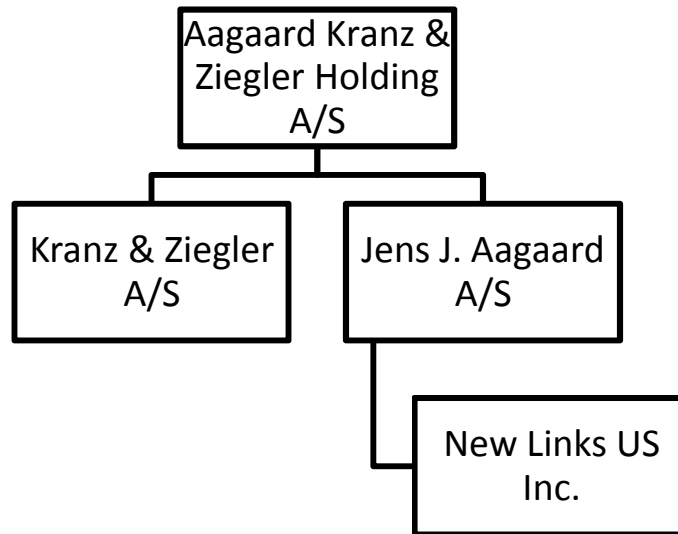 Aagaard Kranz &
Ziegler Holding
A/S
Kranz & Ziegler
A/S
Jens J. Aagaard
A/S
New Links US
Inc.